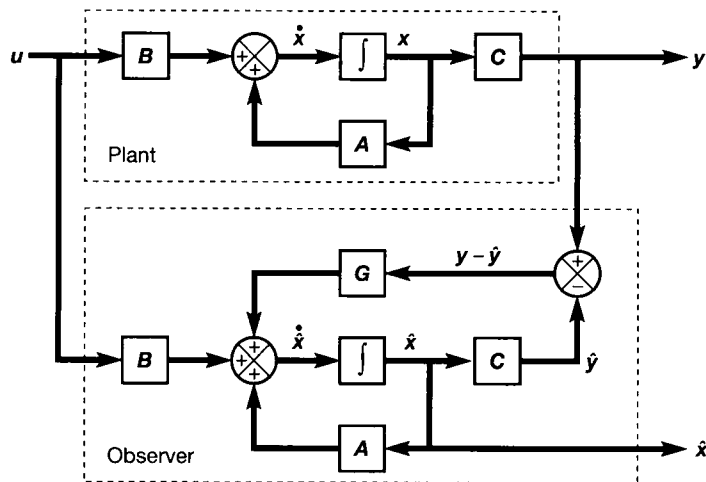 u B + + ẋ ∫ x C y
A
Plant
+
G y − ŷ −
B + + + x̂̇ ∫ x̂ C ŷ
A x̂
Observer